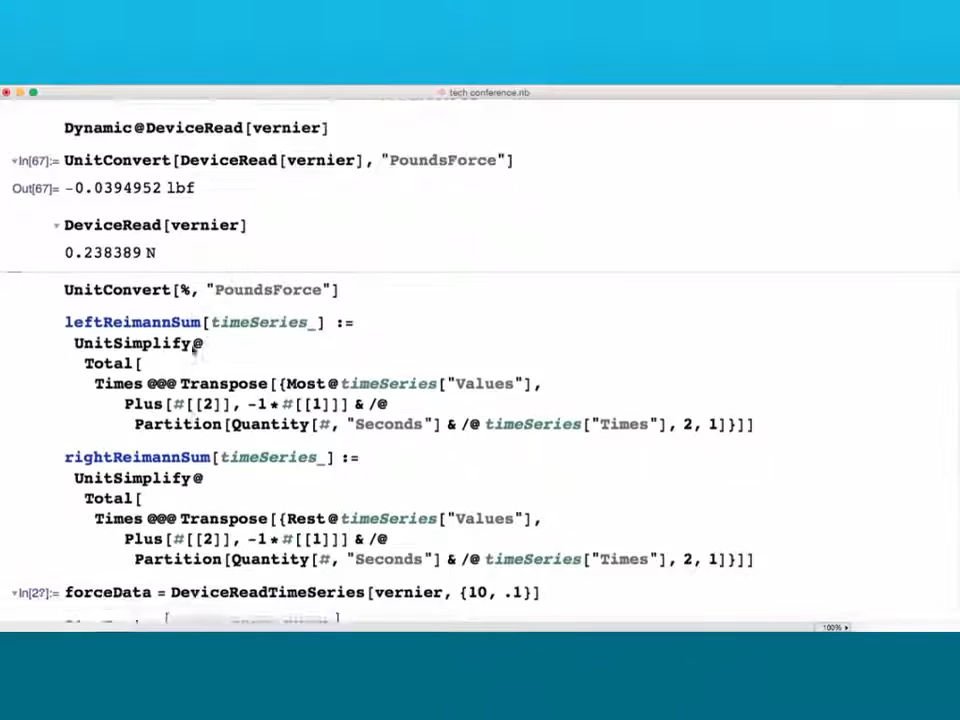 tech conference.nb
Dynamic@DeviceRead[vernier]
In[67]:= UnitConvert[DeviceRead[vernier], "PoundsForce"]
Out[67]= -0.0394952 lbf
DeviceRead[vernier]
0.238389 N
UnitConvert[%, "PoundsForce"]
leftReimannSum[timeSeries_] :=
UnitSimplify@
Total[
Times @@@ Transpose[{Most@timeSeries["Values"],
Plus[#[[2]], -1*#[[1]]] & /@
Partition[Quantity[#, "Seconds"] & /@ timeSeries["Times"], 2, 1]}]]
rightReimannSum[timeSeries_] :=
UnitSimplify@
Total[
Times @@@ Transpose[{Rest@timeSeries["Values"],
Plus[#[[2]], -1*#[[1]]] & /@
Partition[Quantity[#, "Seconds"] & /@ timeSeries["Times"], 2, 1]}]]
In[2?]:= forceData = DeviceReadTimeSeries[vernier, {10, .1}]
100%